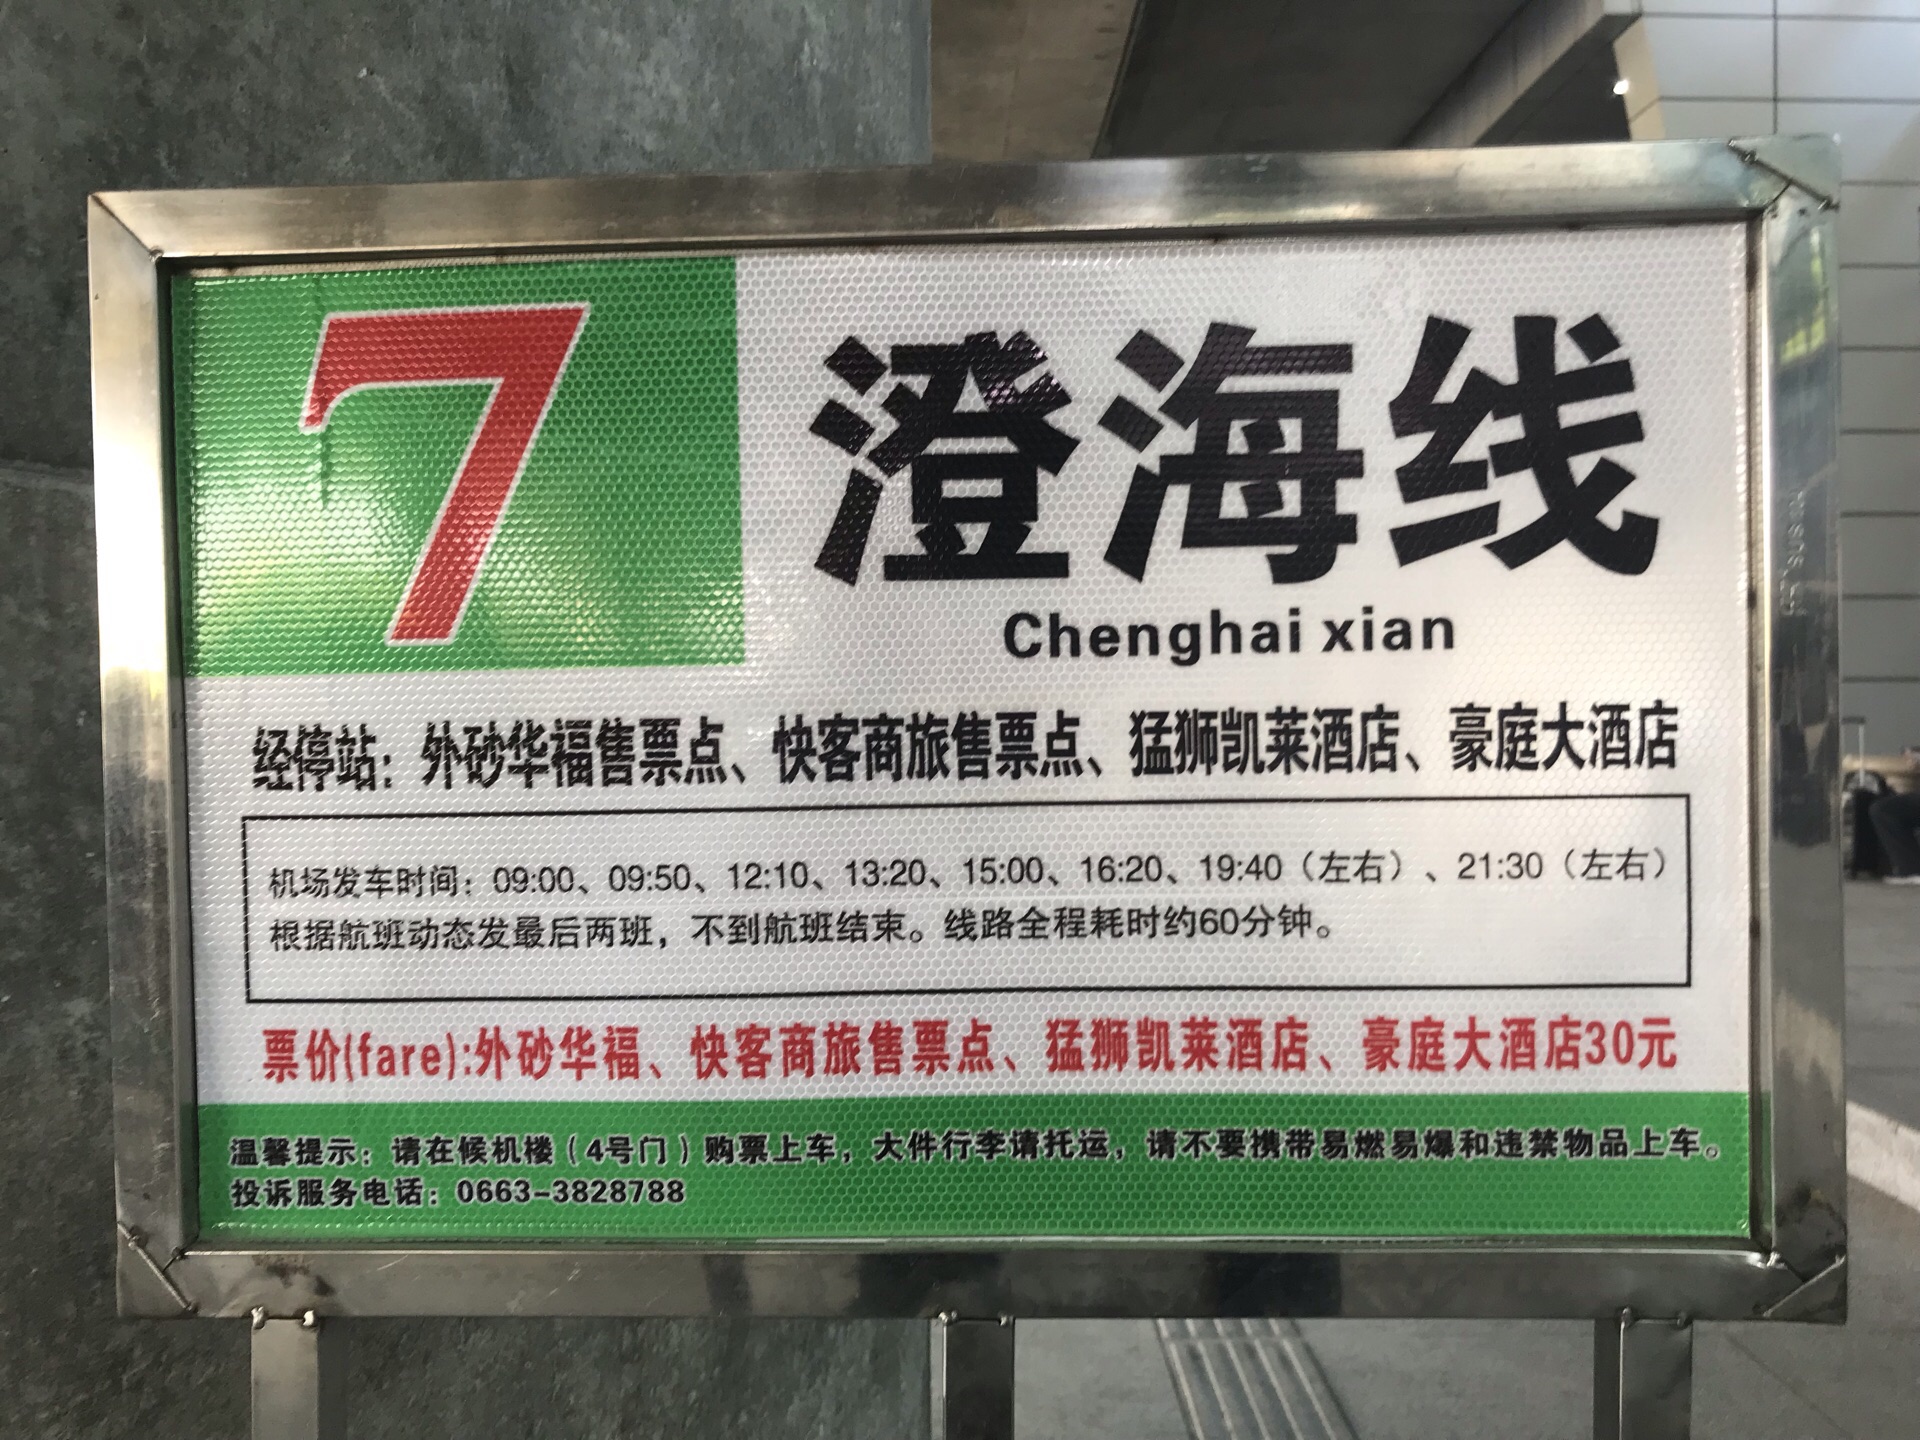 7
澄海线
Chenghai xian
经停站：外砂华福售票点、快客商旅售票点、猛狮凯莱酒店、豪庭大酒店
机场发车时间：09:00、09:50、12:10、13:20、15:00、16:20、19:40（左右）、21:30（左右）
根据航班动态发最后两班，不到航班结束。线路全程耗时约60分钟。
票价(fare):外砂华福、快客商旅售票点、猛狮凯莱酒店、豪庭大酒店30元
温馨提示：请在候机楼（4号门）购票上车，大件行李请托运，请不要携带易燃易爆和违禁物品上车。
投诉服务电话：0663-3828788